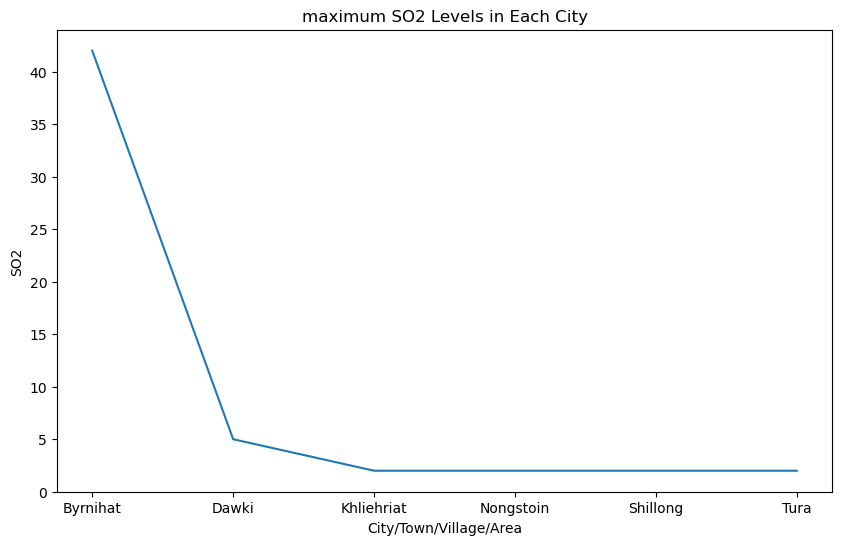 maximum SO2 Levels in Each City
40
35
30
25
20
15
10
5
0
SO2
Byrnihat Dawki Khliehriat Nongstoin Shillong Tura
City/Town/Village/Area